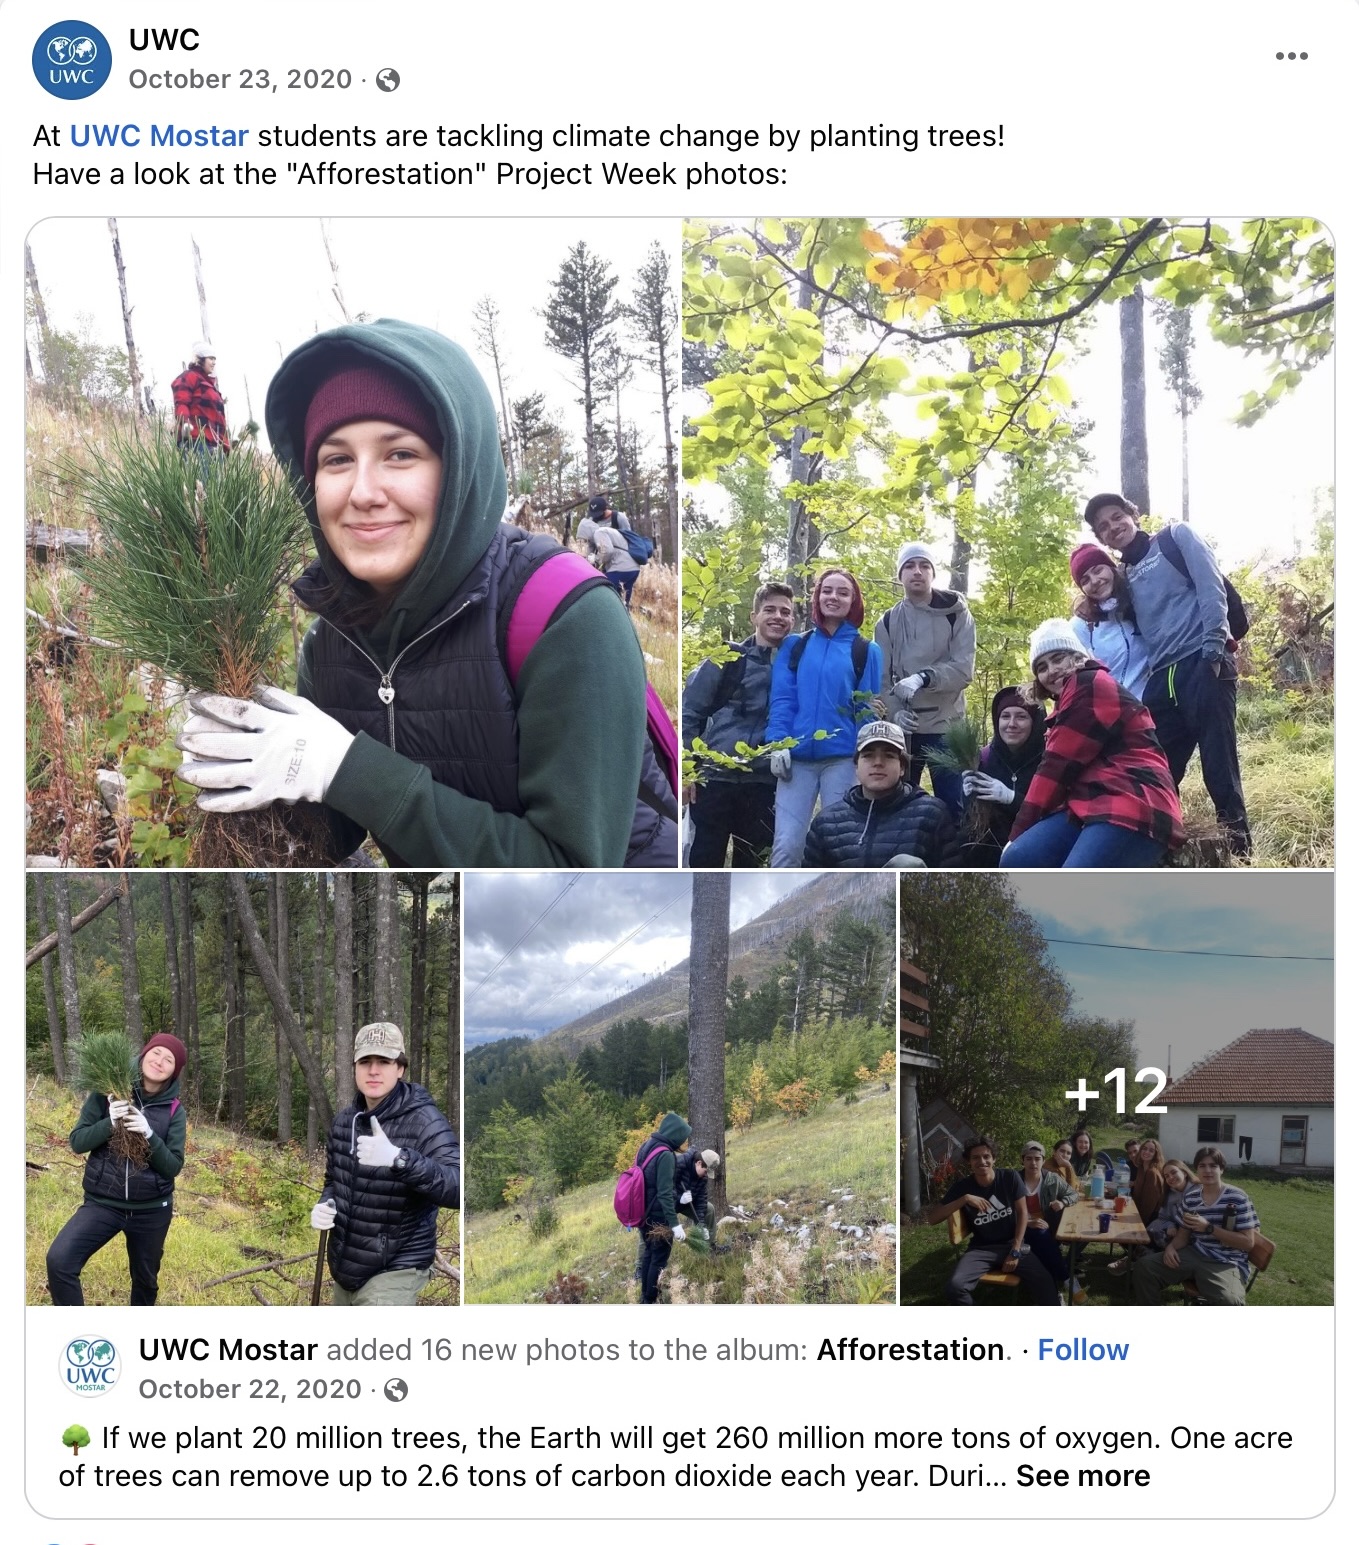 UWC
UWC
October 23, 2020 ·
At UWC Mostar students are tackling climate change by planting trees!
Have a look at the "Afforestation" Project Week photos:
SIZE:10
H
H
adidas
+12
UWC
MOSTAR
UWC Mostar added 16 new photos to the album: Afforestation. · Follow
October 22, 2020 ·
If we plant 20 million trees, the Earth will get 260 million more tons of oxygen. One acre
of trees can remove up to 2.6 tons of carbon dioxide each year. Duri... See more